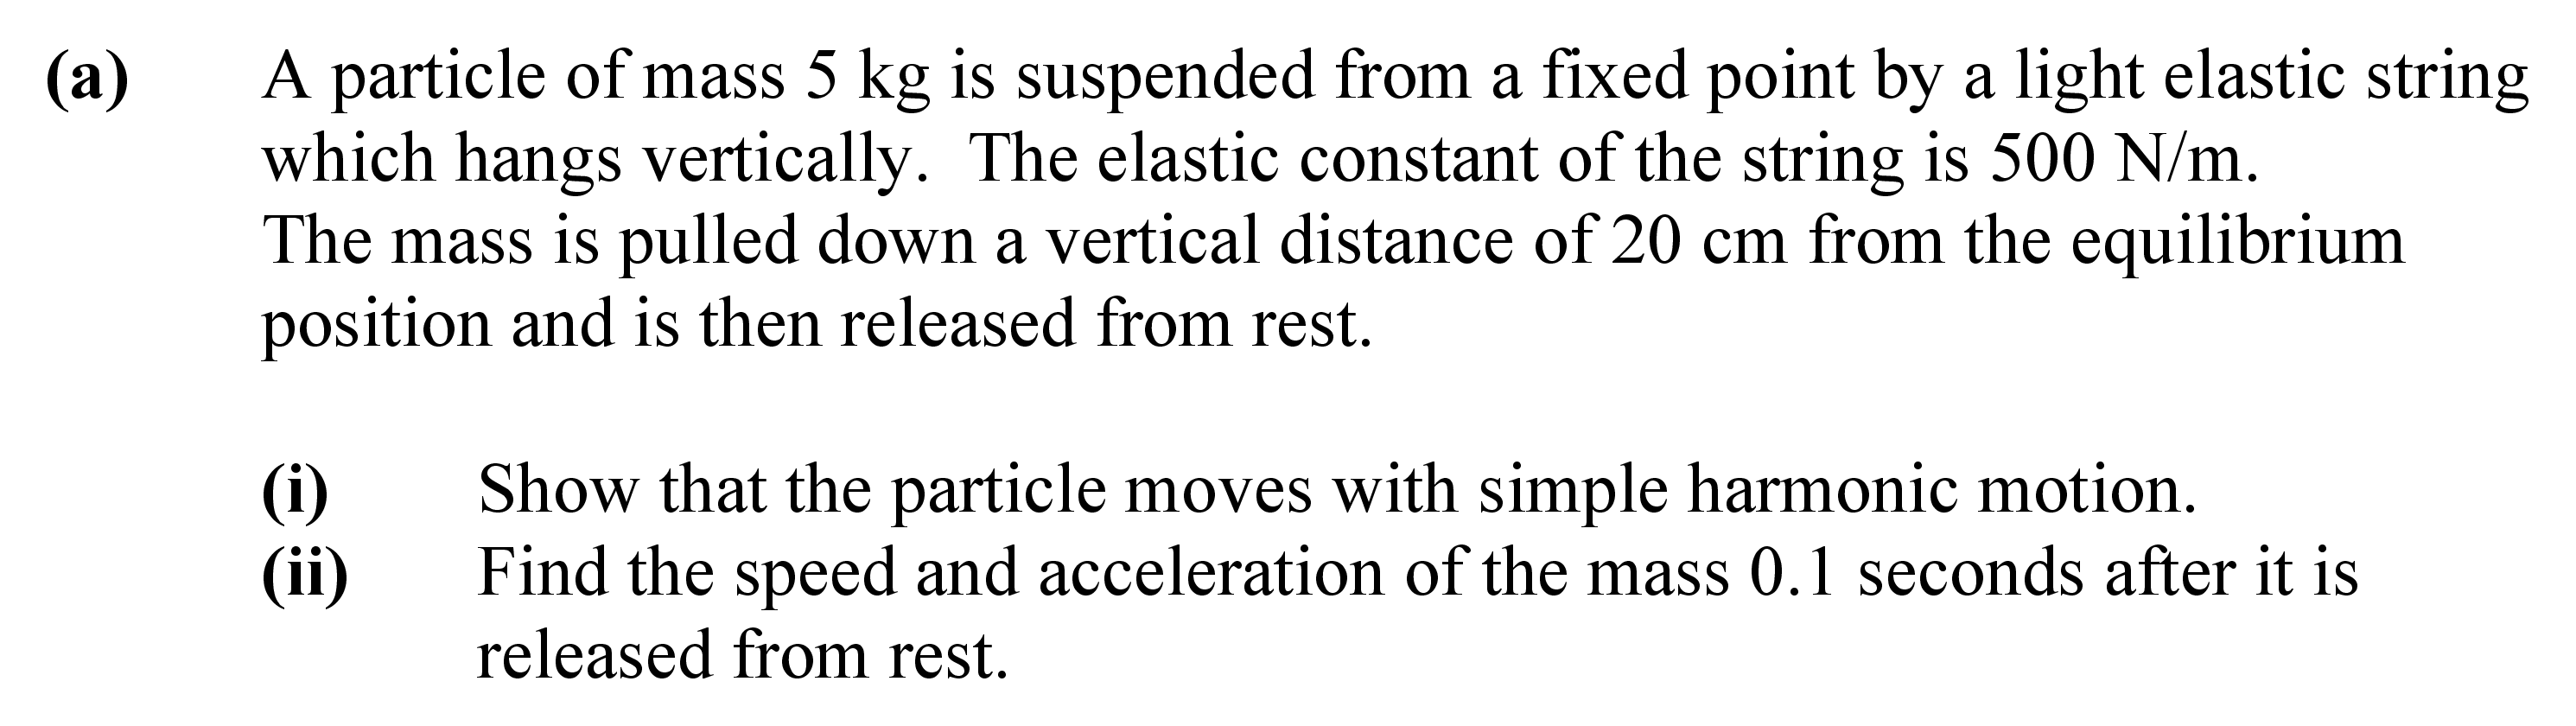 (a) A particle of mass 5 kg is suspended from a fixed point by a light elastic string
which hangs vertically. The elastic constant of the string is 500 N/m.
The mass is pulled down a vertical distance of 20 cm from the equilibrium
position and is then released from rest.
(i) Show that the particle moves with simple harmonic motion.
(ii) Find the speed and acceleration of the mass 0.1 seconds after it is
released from rest.